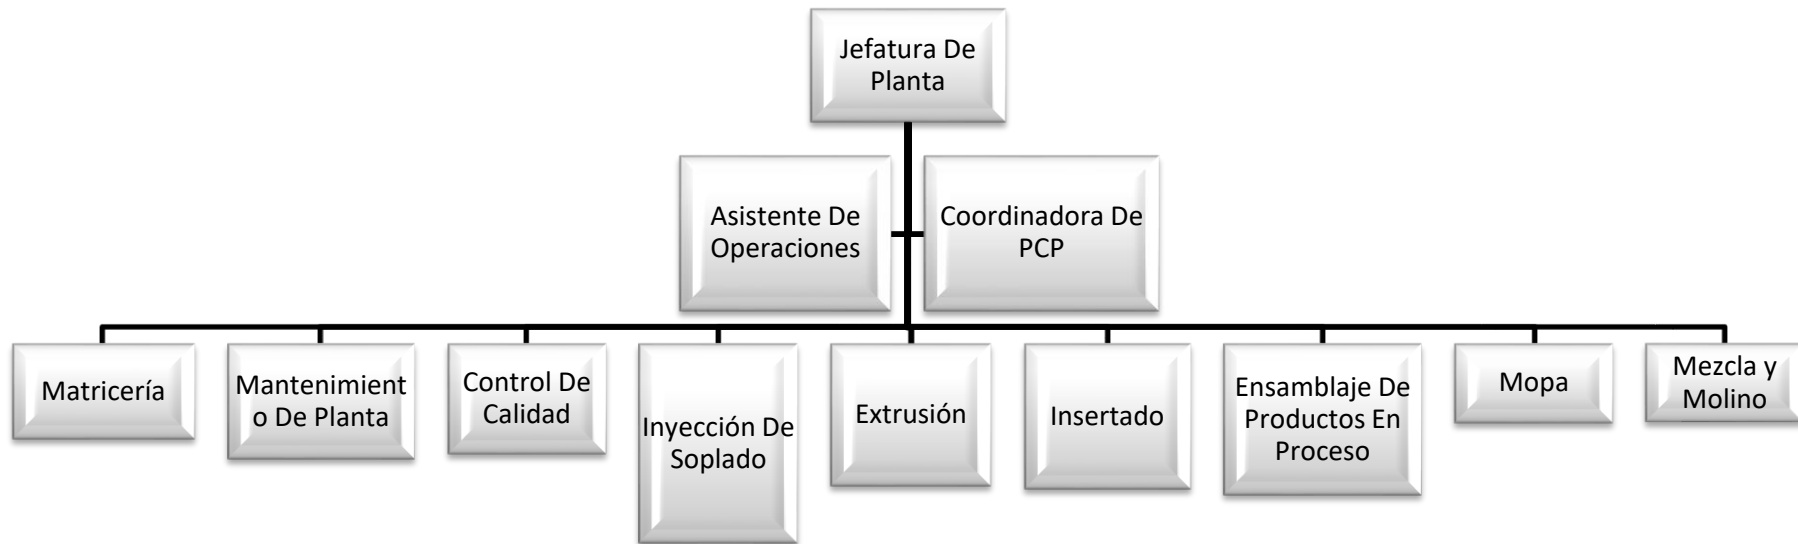 Jefatura De
Planta
Asistente De
Operaciones
Coordinadora De
PCP
Matricería
Mantenimient
o De Planta
Control De
Calidad
Inyección De
Soplado
Extrusión
Insertado
Ensamblaje De
Productos En
Proceso
Mopa
Mezcla y
Molino